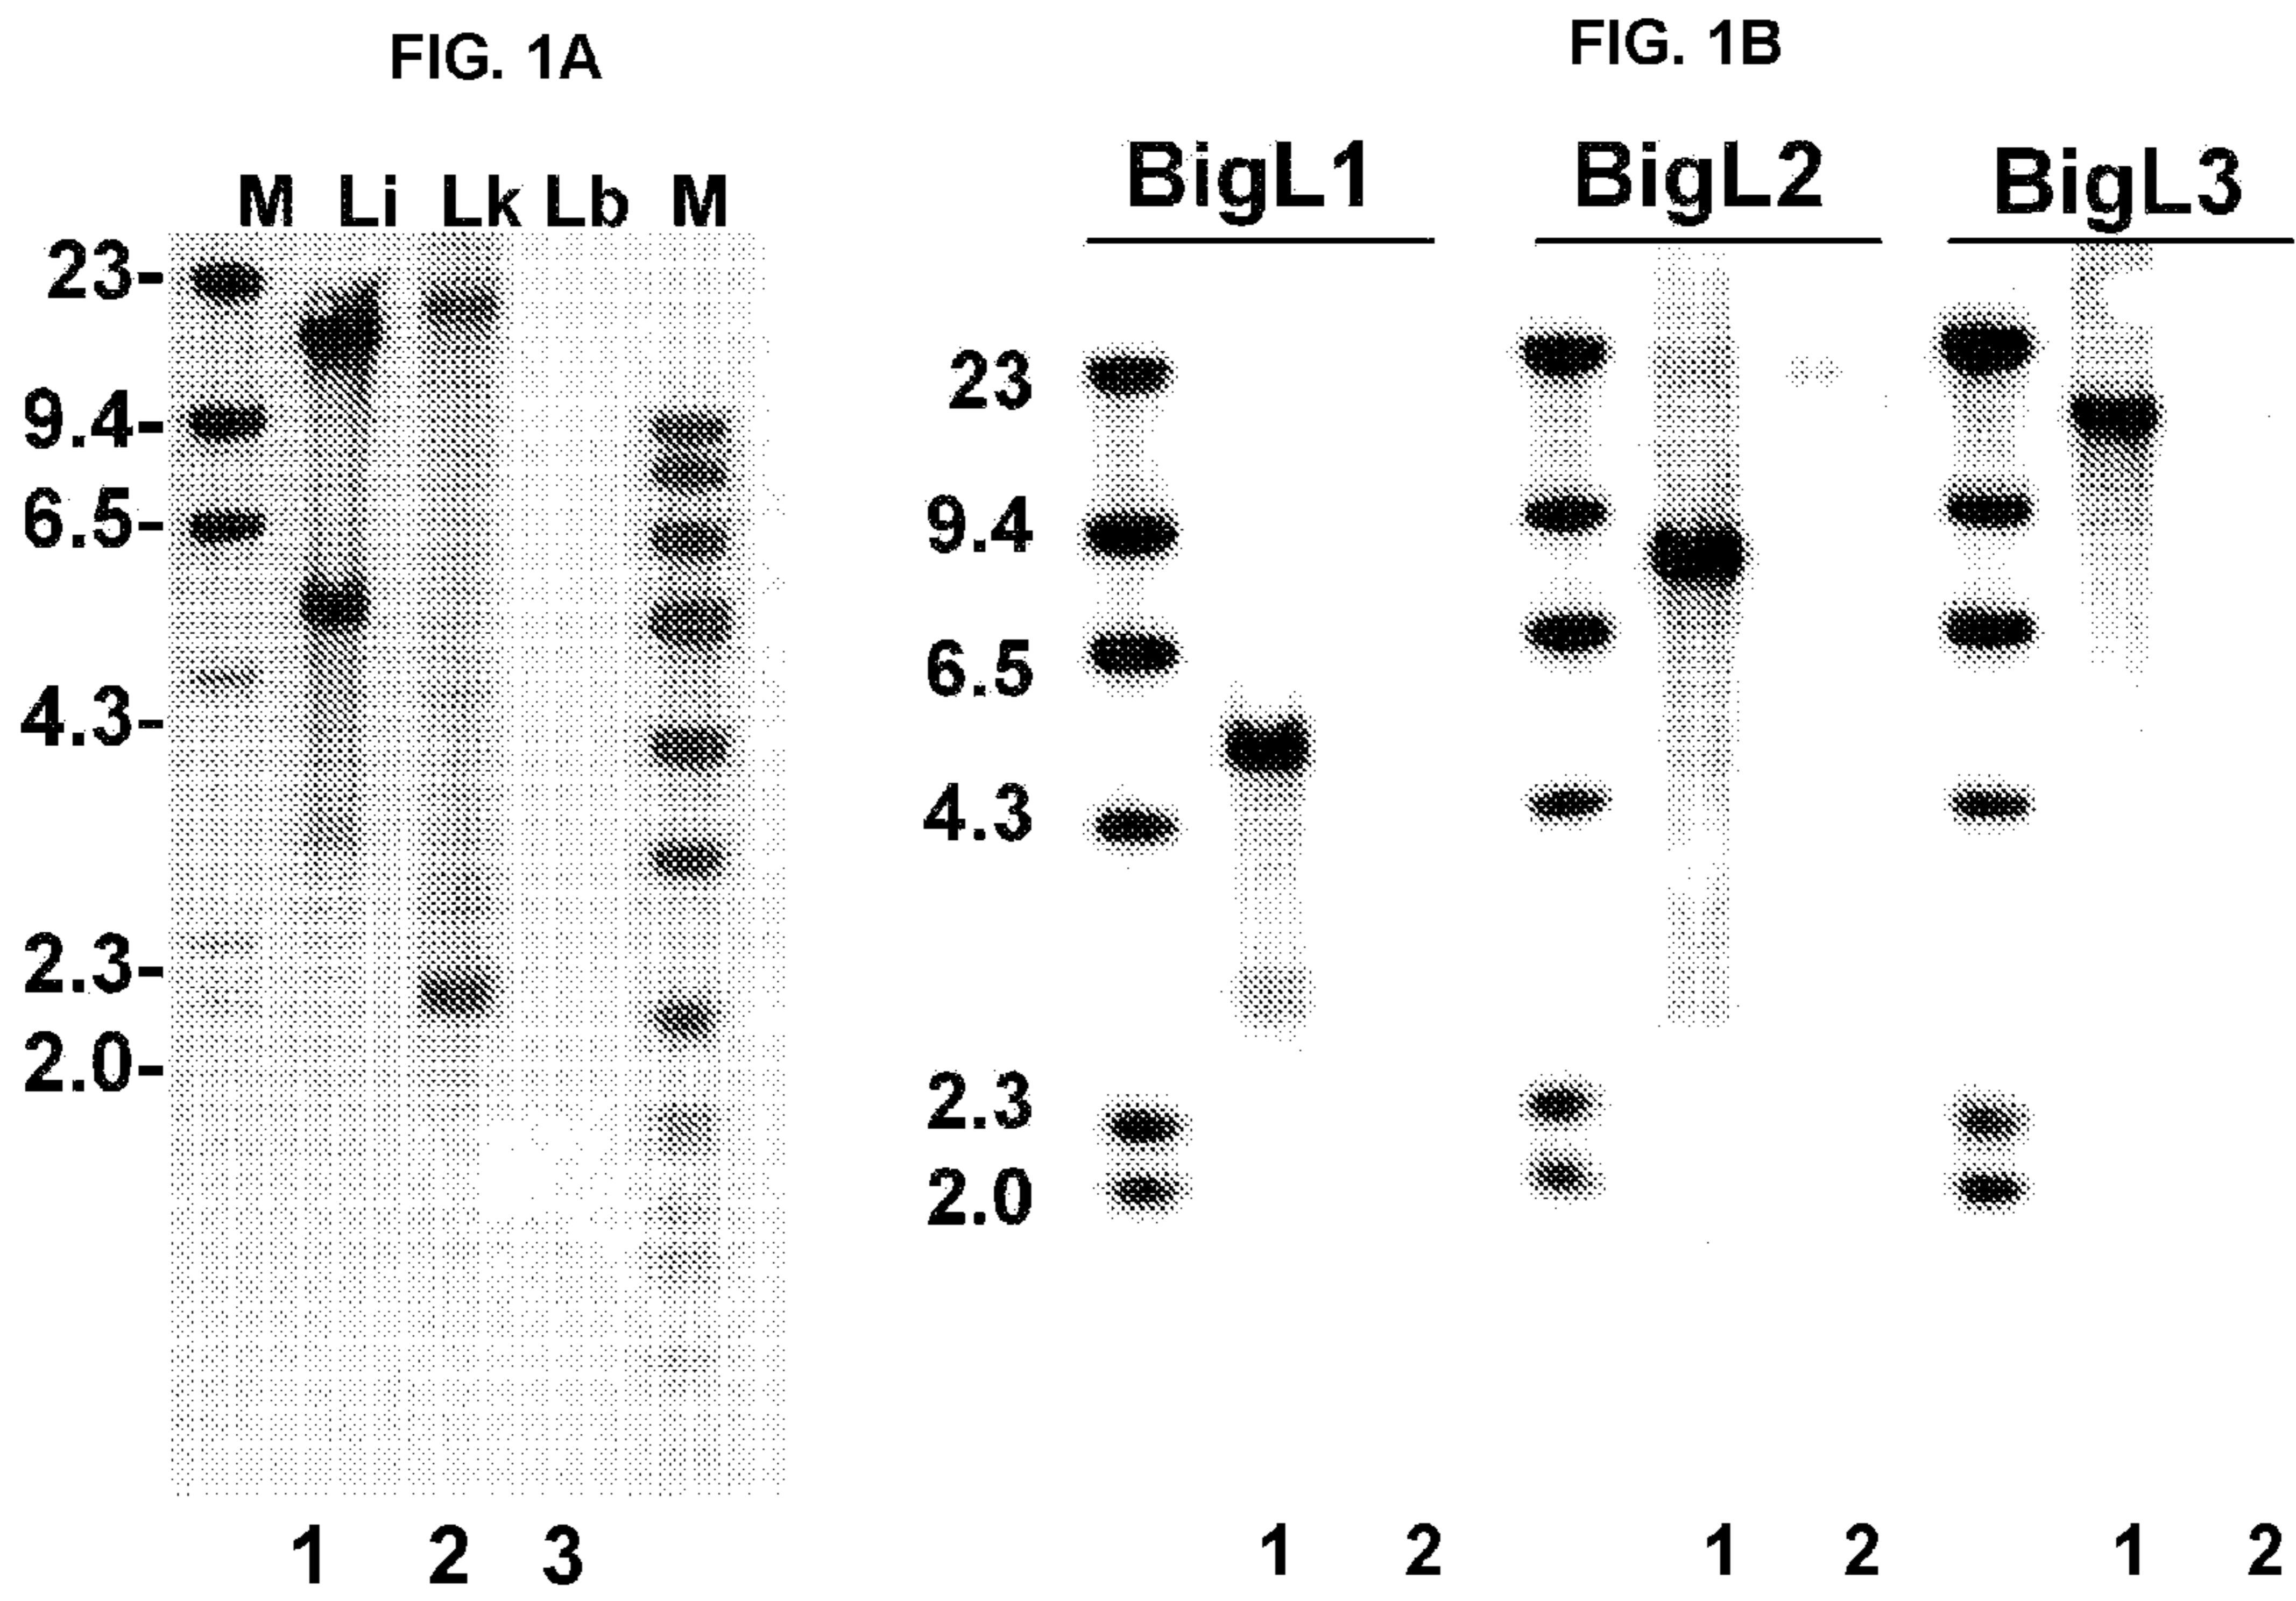 FIG. 1A
M Li Lk Lb M
23-
9.4-
6.5-
4.3-
2.3-
2.0-
1 2 3
FIG. 1B
BigL1 BigL2 BigL3
23
9.4
6.5
4.3
2.3
2.0
1 2 1 2 1 2